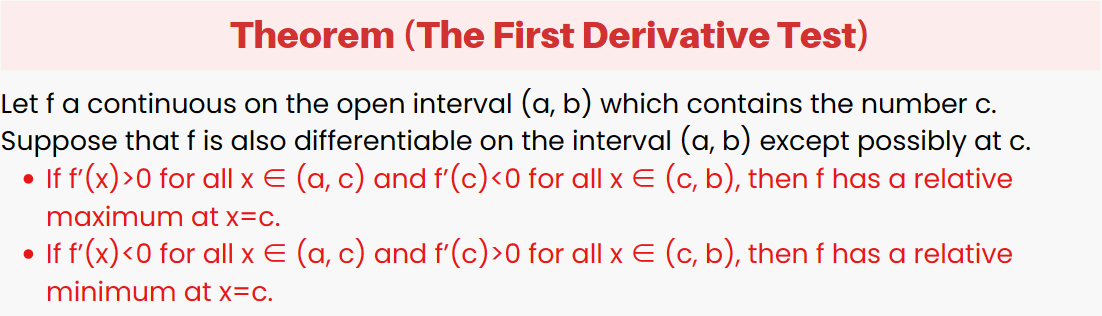 Theorem (The First Derivative Test)
Let f a continuous on the open interval (a, b) which contains the number c.
Suppose that f is also differentiable on the interval (a, b) except possibly at c.
• If f’(x)>0 for all x ∈ (a, c) and f’(c)<0 for all x ∈ (c, b), then f has a relative
maximum at x=c.
• If f’(x)<0 for all x ∈ (a, c) and f’(c)>0 for all x ∈ (c, b), then f has a relative
minimum at x=c.